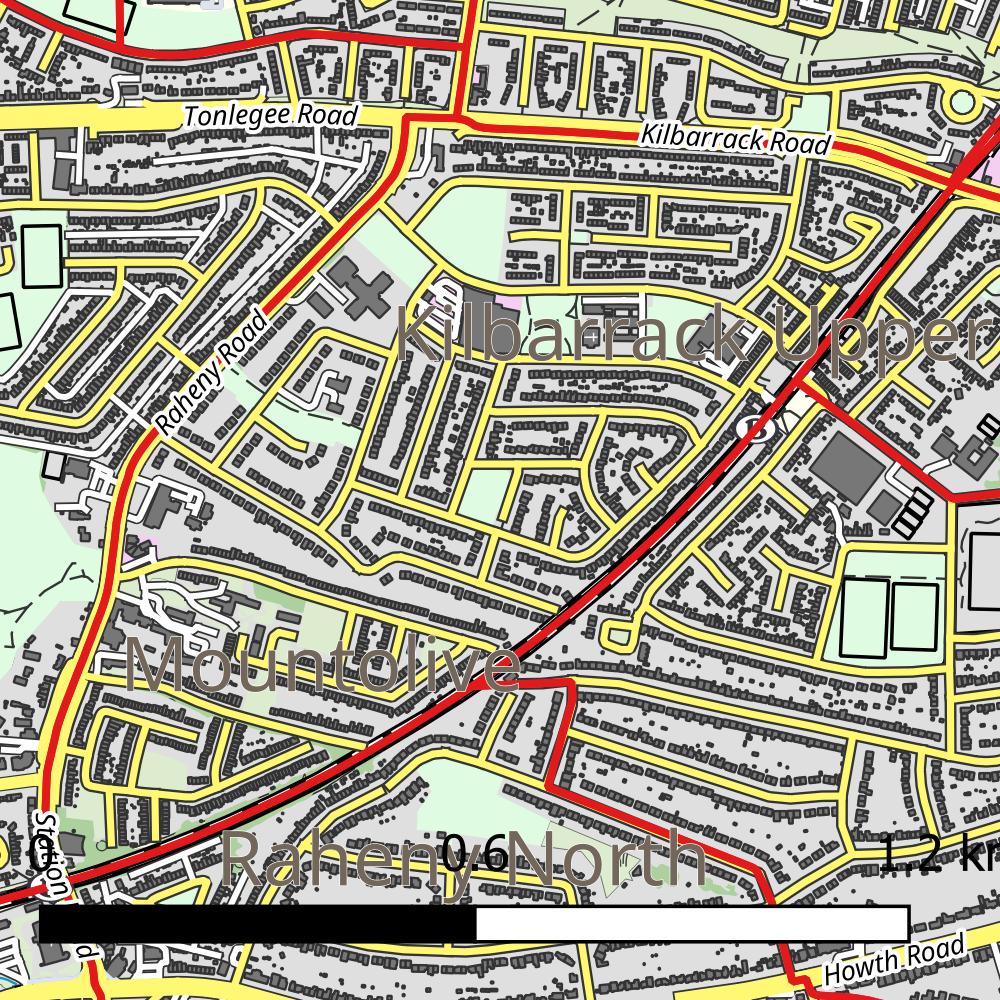 Tonlegee Road
Kilbarrack Road
Kilbarrack Upper
Raheny Road
B
Mountolive
Station
Raheny North
0
0.6
1.2 km
Howth Road